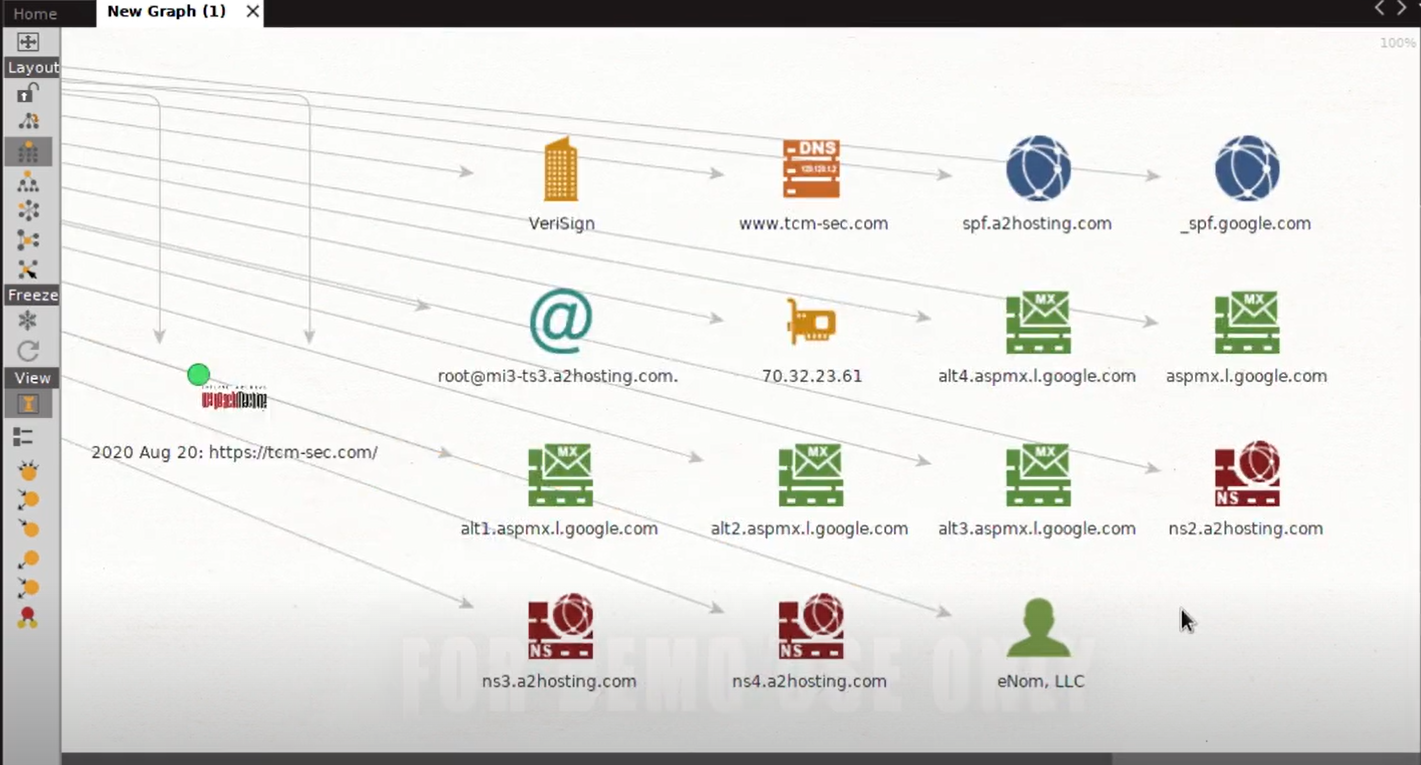 Home
New Graph (1)
100%
Layout
Freeze
View
DNS
VeriSign
www.tcm-sec.com
spf.a2hosting.com
_spf.google.com
@
MX
MX
root@mi3-ts3.a2hosting.com.
70.32.23.61
alt4.aspmx.l.google.com
aspmx.l.google.com
2020 Aug 20: https://tcm-sec.com/
MX
MX
MX
NS
alt1.aspmx.l.google.com
alt2.aspmx.l.google.com
alt3.aspmx.l.google.com
ns2.a2hosting.com
NS
NS
ns3.a2hosting.com
ns4.a2hosting.com
eNom, LLC
FOR DEMO USE ONLY